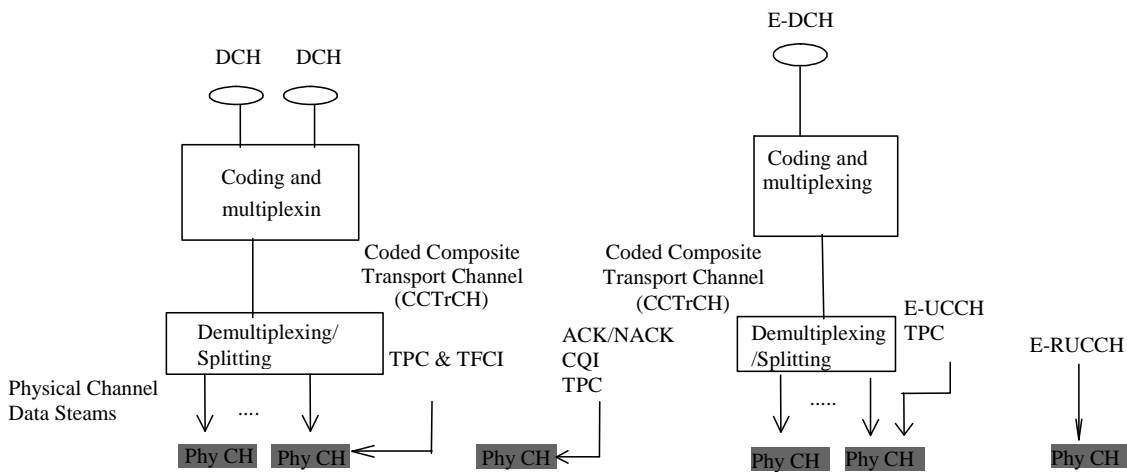 E-DCH
DCH DCH
Coding and
multiplexin
Coding and
multiplexing
Coded Composite
Transport Channel
(CCTrCH)
Coded Composite
Transport Channel
(CCTrCH)
Demultiplexing/
Splitting
TPC & TFCI
ACK/NACK
CQI
TPC
Demultiplexing
/Splitting
E-UCCH
TPC
E-RUCCH
Physical Channel
Data Steams
....
.....
Phy CH Phy CH Phy CH Phy CH Phy CH Phy CH